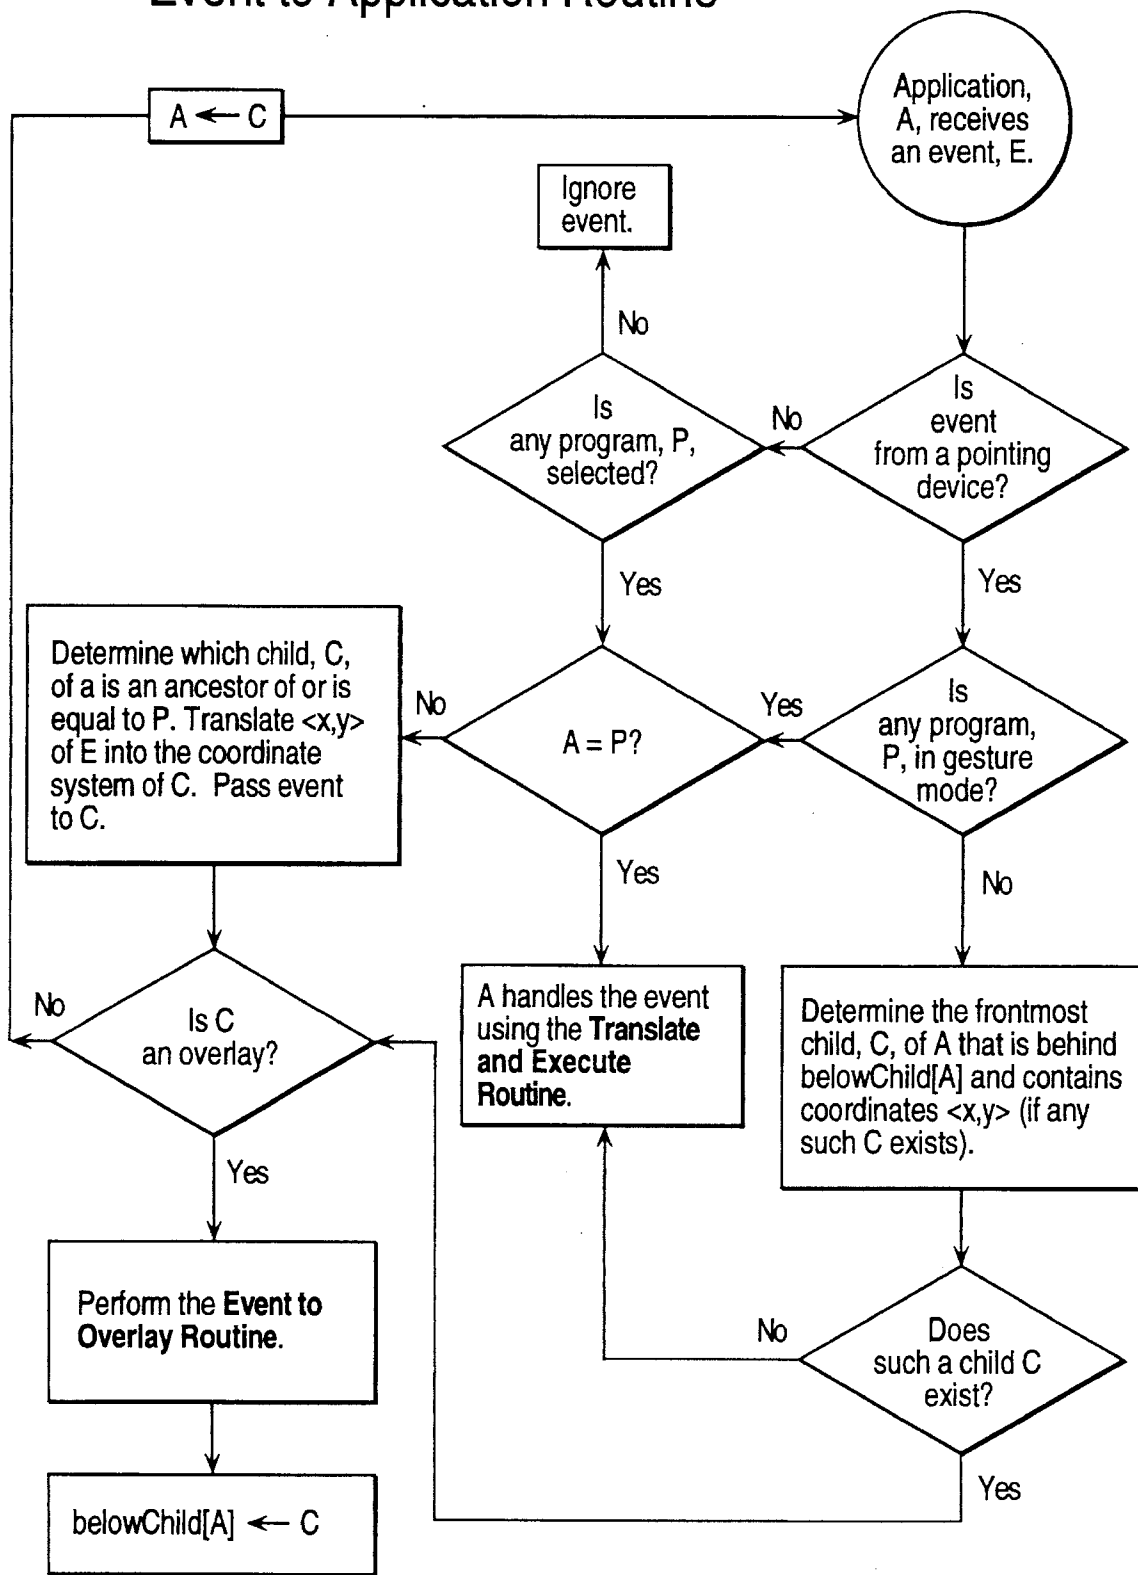 Event to Application Routine
A ← C
Application,
A, receives
an event, E.
Ignore
event.
No
Is
any program, P,
selected?
No
Is
event
from a pointing
device?
Yes
Yes
Determine which child, C,
of a is an ancestor of or is
equal to P. Translate <x,y>
of E into the coordinate
system of C. Pass event
to C.
No
A = P?
Yes
Is
any program,
P, in gesture
mode?
Yes
No
No
Is C
an overlay?
A handles the event
using the Translate
and Execute
Routine.
Determine the frontmost
child, C, of A that is behind
belowChild[A] and contains
coordinates <x,y> (if any
such C exists).
Yes
Perform the Event to
Overlay Routine.
No
Does
such a child C
exist?
Yes
belowChild[A] ← C